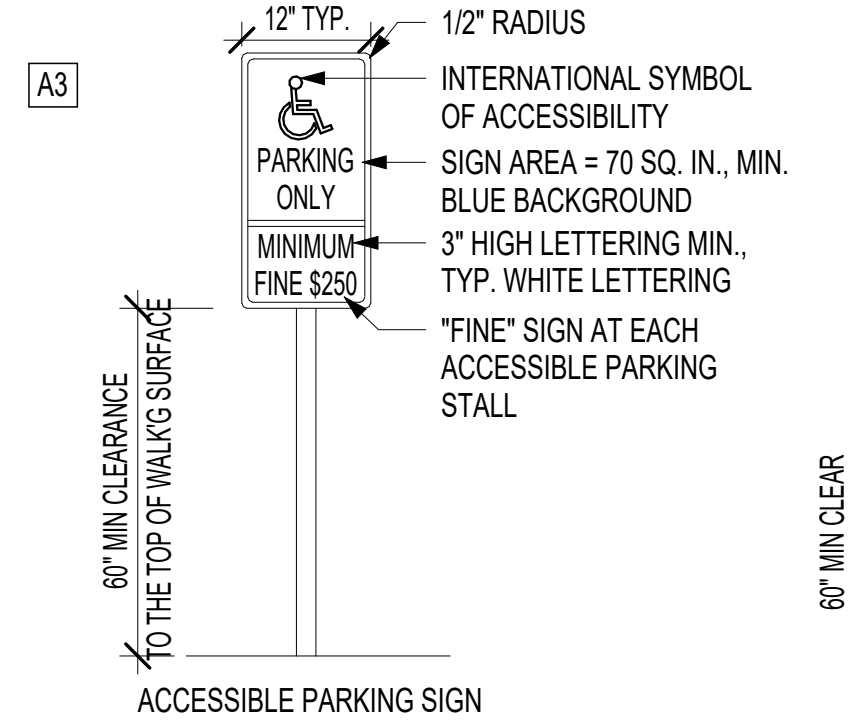 12" TYP.
1/2" RADIUS
A3
INTERNATIONAL SYMBOL
OF ACCESSIBILITY
PARKING
ONLY
SIGN AREA = 70 SQ. IN., MIN.
BLUE BACKGROUND
MINIMUM
FINE $250
3" HIGH LETTERING MIN.,
TYP. WHITE LETTERING
"FINE" SIGN AT EACH
ACCESSIBLE PARKING
STALL
60" MIN CLEARANCE
TO THE TOP OF WALK'G SURFACE
60" MIN CLEAR
ACCESSIBLE PARKING SIGN